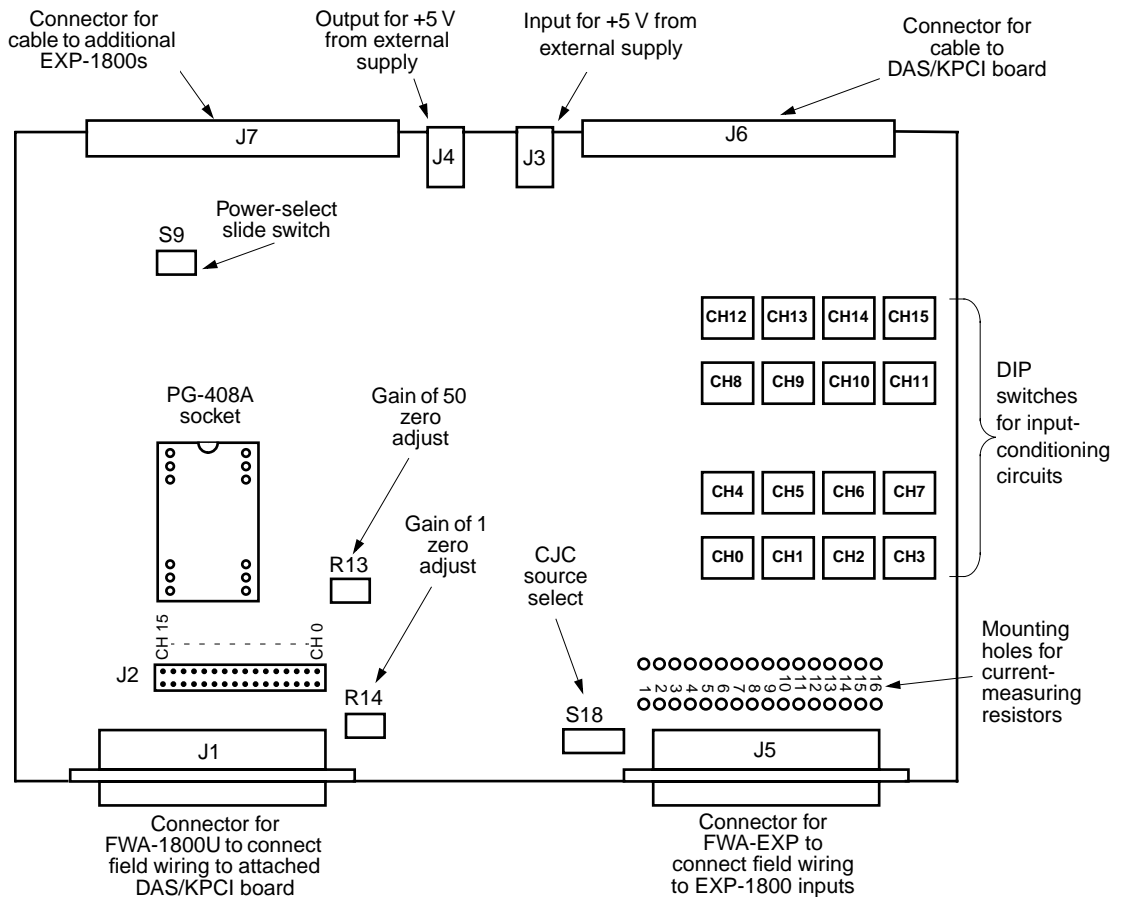 Connector for
cable to additional
EXP-1800s
Output for +5 V
from external
supply
Input for +5 V from
external supply
Connector for
cable to
DAS/KPCI board
J7
J4
J3
J6
Power-select
slide switch
S9
CH12 CH13 CH14 CH15
CH8 CH9 CH10 CH11
CH4 CH5 CH6 CH7
CH0 CH1 CH2 CH3
DIP
switches
for input-
conditioning
circuits
PG-408A
socket
Gain of 50
zero
adjust
R13
Gain of 1
zero
adjust
R14
CJC
source
select
S18
CH 15
CH 0
J2
1 2 3 4 5 6 7 8 9 10 11 12 13 14 15 16
Mounting
holes for
current-
measuring
resistors
J1
J5
Connector for
FWA-1800U to connect
field wiring to attached
DAS/KPCI board
Connector for
FWA-EXP to
connect field wiring
to EXP-1800 inputs